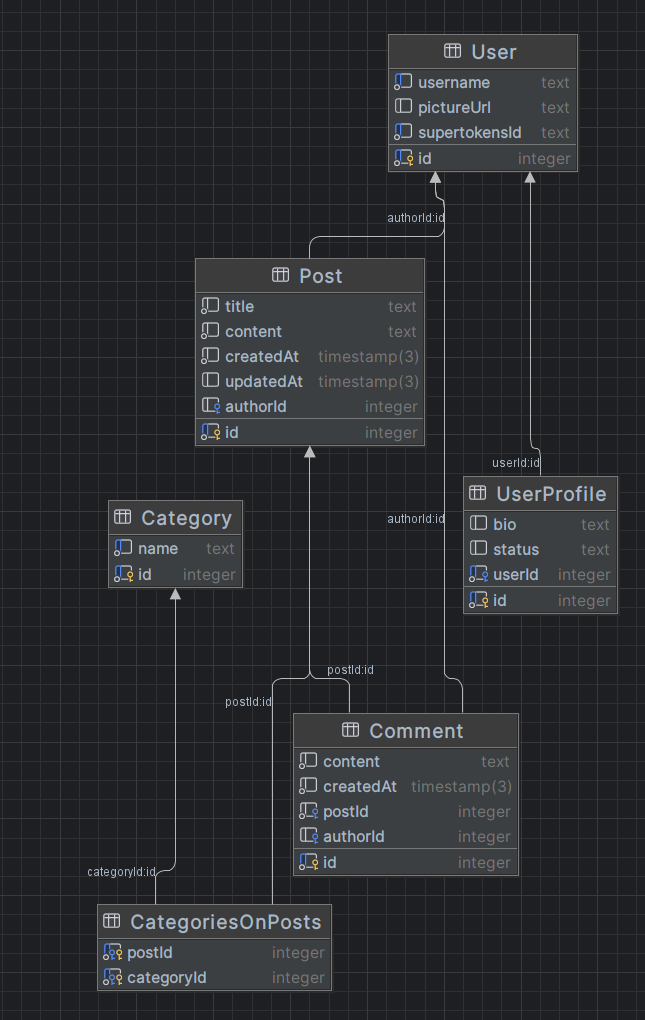 User
username text
pictureUrl text
supertokensId text
id integer
authorId:id
Post
title text
content text
createdAt timestamp(3)
updatedAt timestamp(3)
authorId integer
id integer
userId:id
UserProfile
bio text
status text
userId integer
id integer
authorId:id
Category
name text
id integer
postId:id
postId:id
Comment
content text
createdAt timestamp(3)
postId integer
authorId integer
id integer
categoryId:id
CategoriesOnPosts
postId integer
categoryId integer